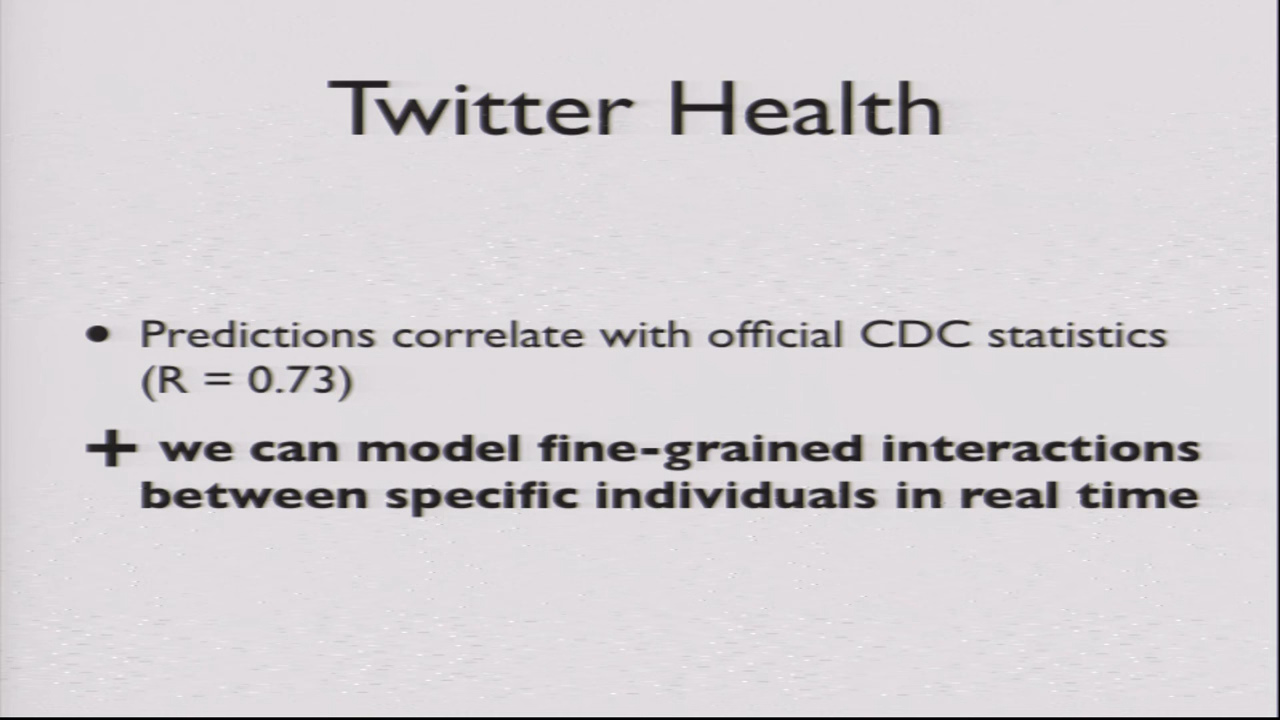 Twitter Health
• Predictions correlate with official CDC statistics
(R = 0.73)
+ we can model fine-grained interactions
between specific individuals in real time